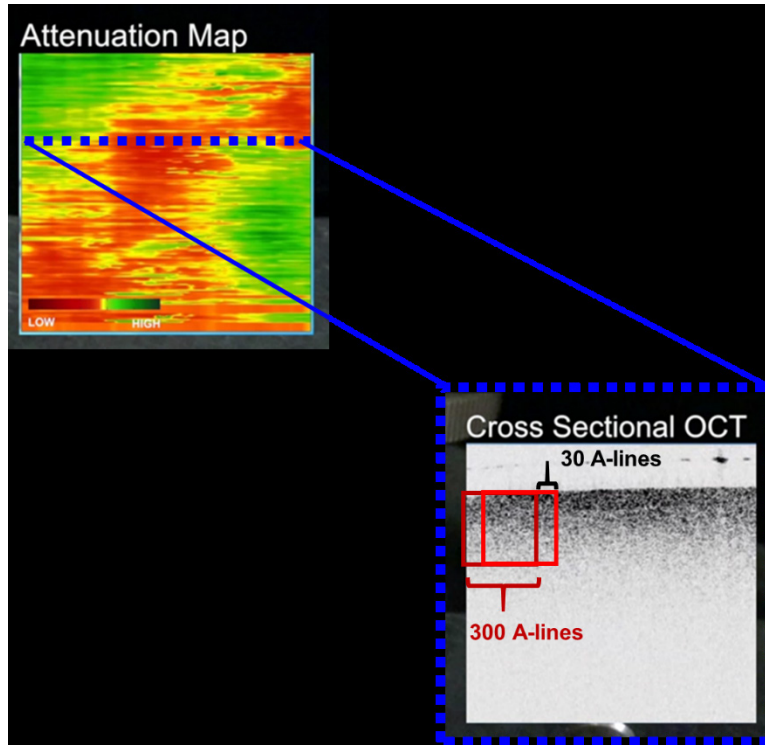 Attenuation Map
LOW HIGH
Cross Sectional OCT
30 A-lines
300 A-lines